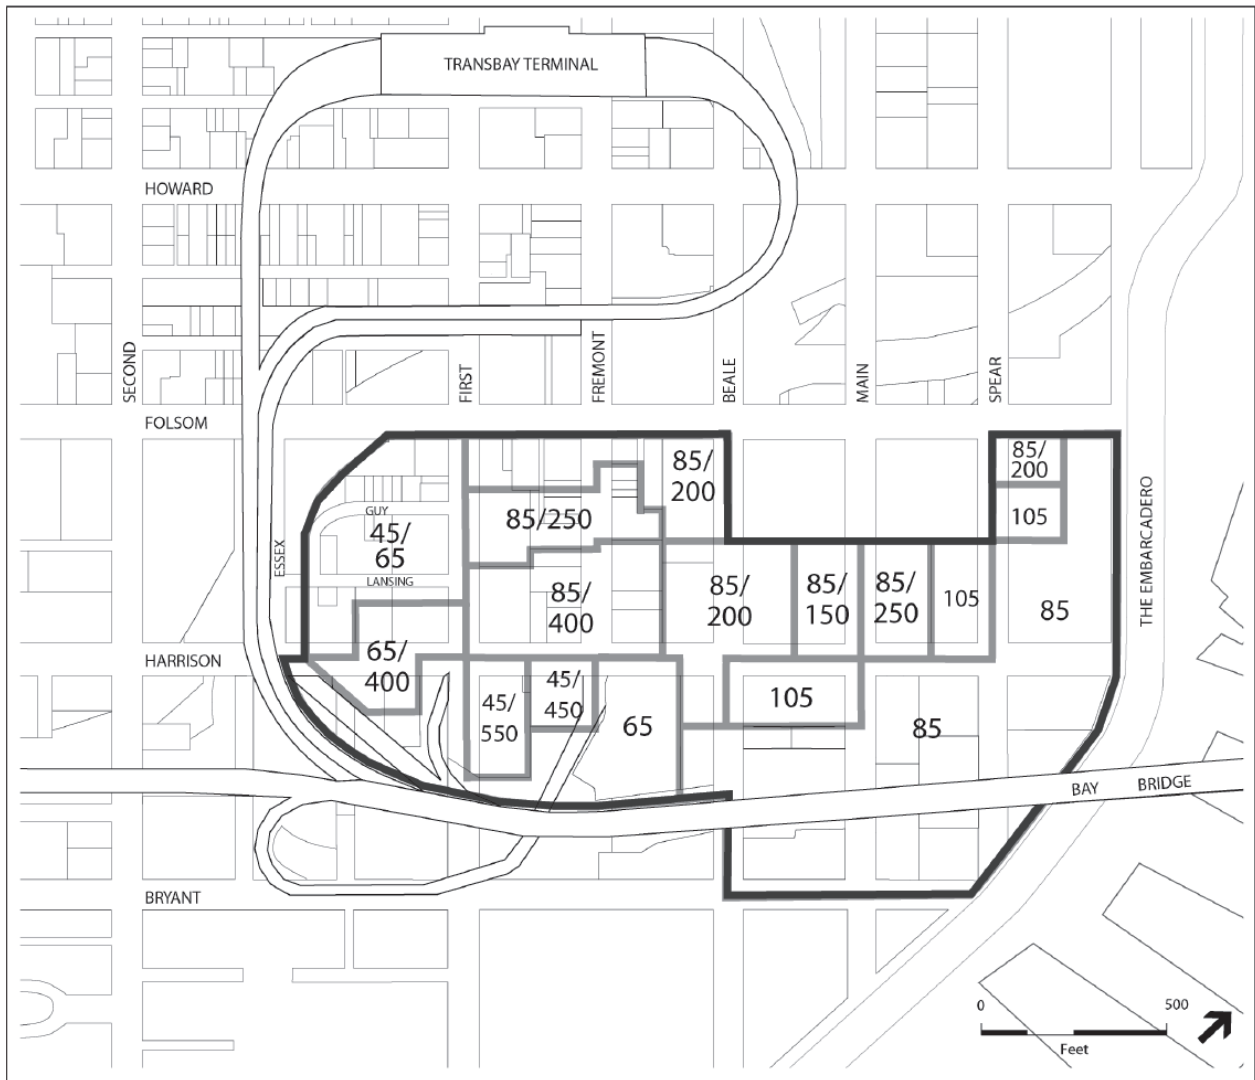 TRANSBAY TERMINAL
HOWARD
SECOND
FIRST
FREMONT
BEALE
MAIN
SPEAR
FOLSOM
85/
200
85/
200
GUY
45/
65
85/250
105
ESSEX
LANSING
85/
400
85/
200
85/
150
85/
250
105
85
THE EMBARCADERO
HARRISON
65/
400
45/
550
45/
450
65
105
85
BAY BRIDGE
BRYANT
0 500
Feet